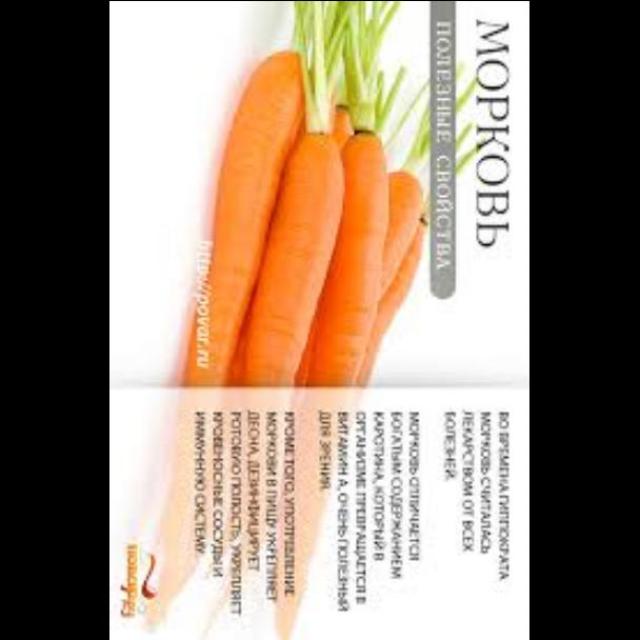 МОРКОВЬ
ПОЛЕЗНЫЕ СВОЙСТВА
ВО ВРЕМЕНА ГИППОКРАТА
МОРКОВЬ СЧИТАЛАСЬ
ЛЕКАРСТВОМ ОТ ВСЕХ
БОЛЕЗНЕЙ.
МОРКОВЬ ОТЛИЧАЕТСЯ
БОГАТЫМ СОДЕРЖАНИЕМ
КАРОТИНА, КОТОРЫЙ В
ОРГАНИЗМЕ ПРЕВРАЩАЕТСЯ В
ВИТАМИН А, ОЧЕНЬ ПОЛЕЗНЫЙ
ДЛЯ ЗРЕНИЯ.
КРОМЕ ТОГО, УПОТРЕБЛЕНИЕ
МОРКОВИ В ПИЩУ УКРЕПЛЯЕТ
ДЕСНА, ДЕЗИНФИЦИРУЕТ
РОТОВУЮ ПОЛОСТЬ, УКРЕПЛЯЕТ
КРОВЕНОСНЫЕ СОСУДЫ И
ИММУННУЮ СИСТЕМУ.
http://povar.ru